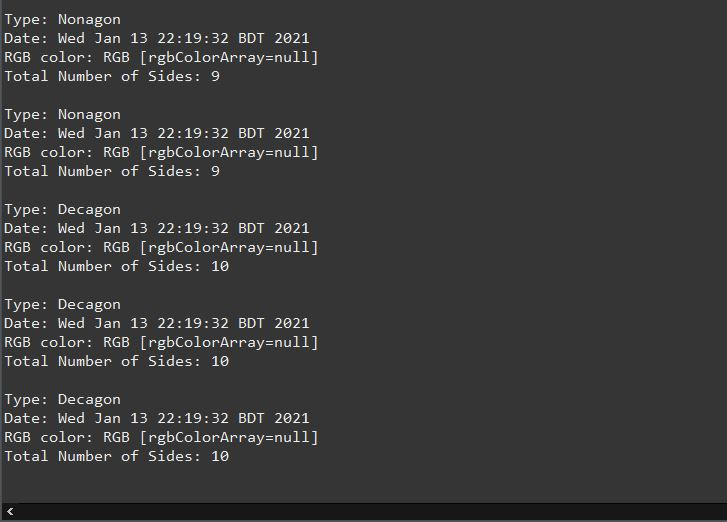 Type: Nonagon
Date: Wed Jan 13 22:19:32 BDT 2021
RGB color: RGB [rgbColorArray=null]
Total Number of Sides: 9
Type: Nonagon
Date: Wed Jan 13 22:19:32 BDT 2021
RGB color: RGB [rgbColorArray=null]
Total Number of Sides: 9
Type: Decagon
Date: Wed Jan 13 22:19:32 BDT 2021
RGB color: RGB [rgbColorArray=null]
Total Number of Sides: 10
Type: Decagon
Date: Wed Jan 13 22:19:32 BDT 2021
RGB color: RGB [rgbColorArray=null]
Total Number of Sides: 10
Type: Decagon
Date: Wed Jan 13 22:19:32 BDT 2021
RGB color: RGB [rgbColorArray=null]
Total Number of Sides: 10